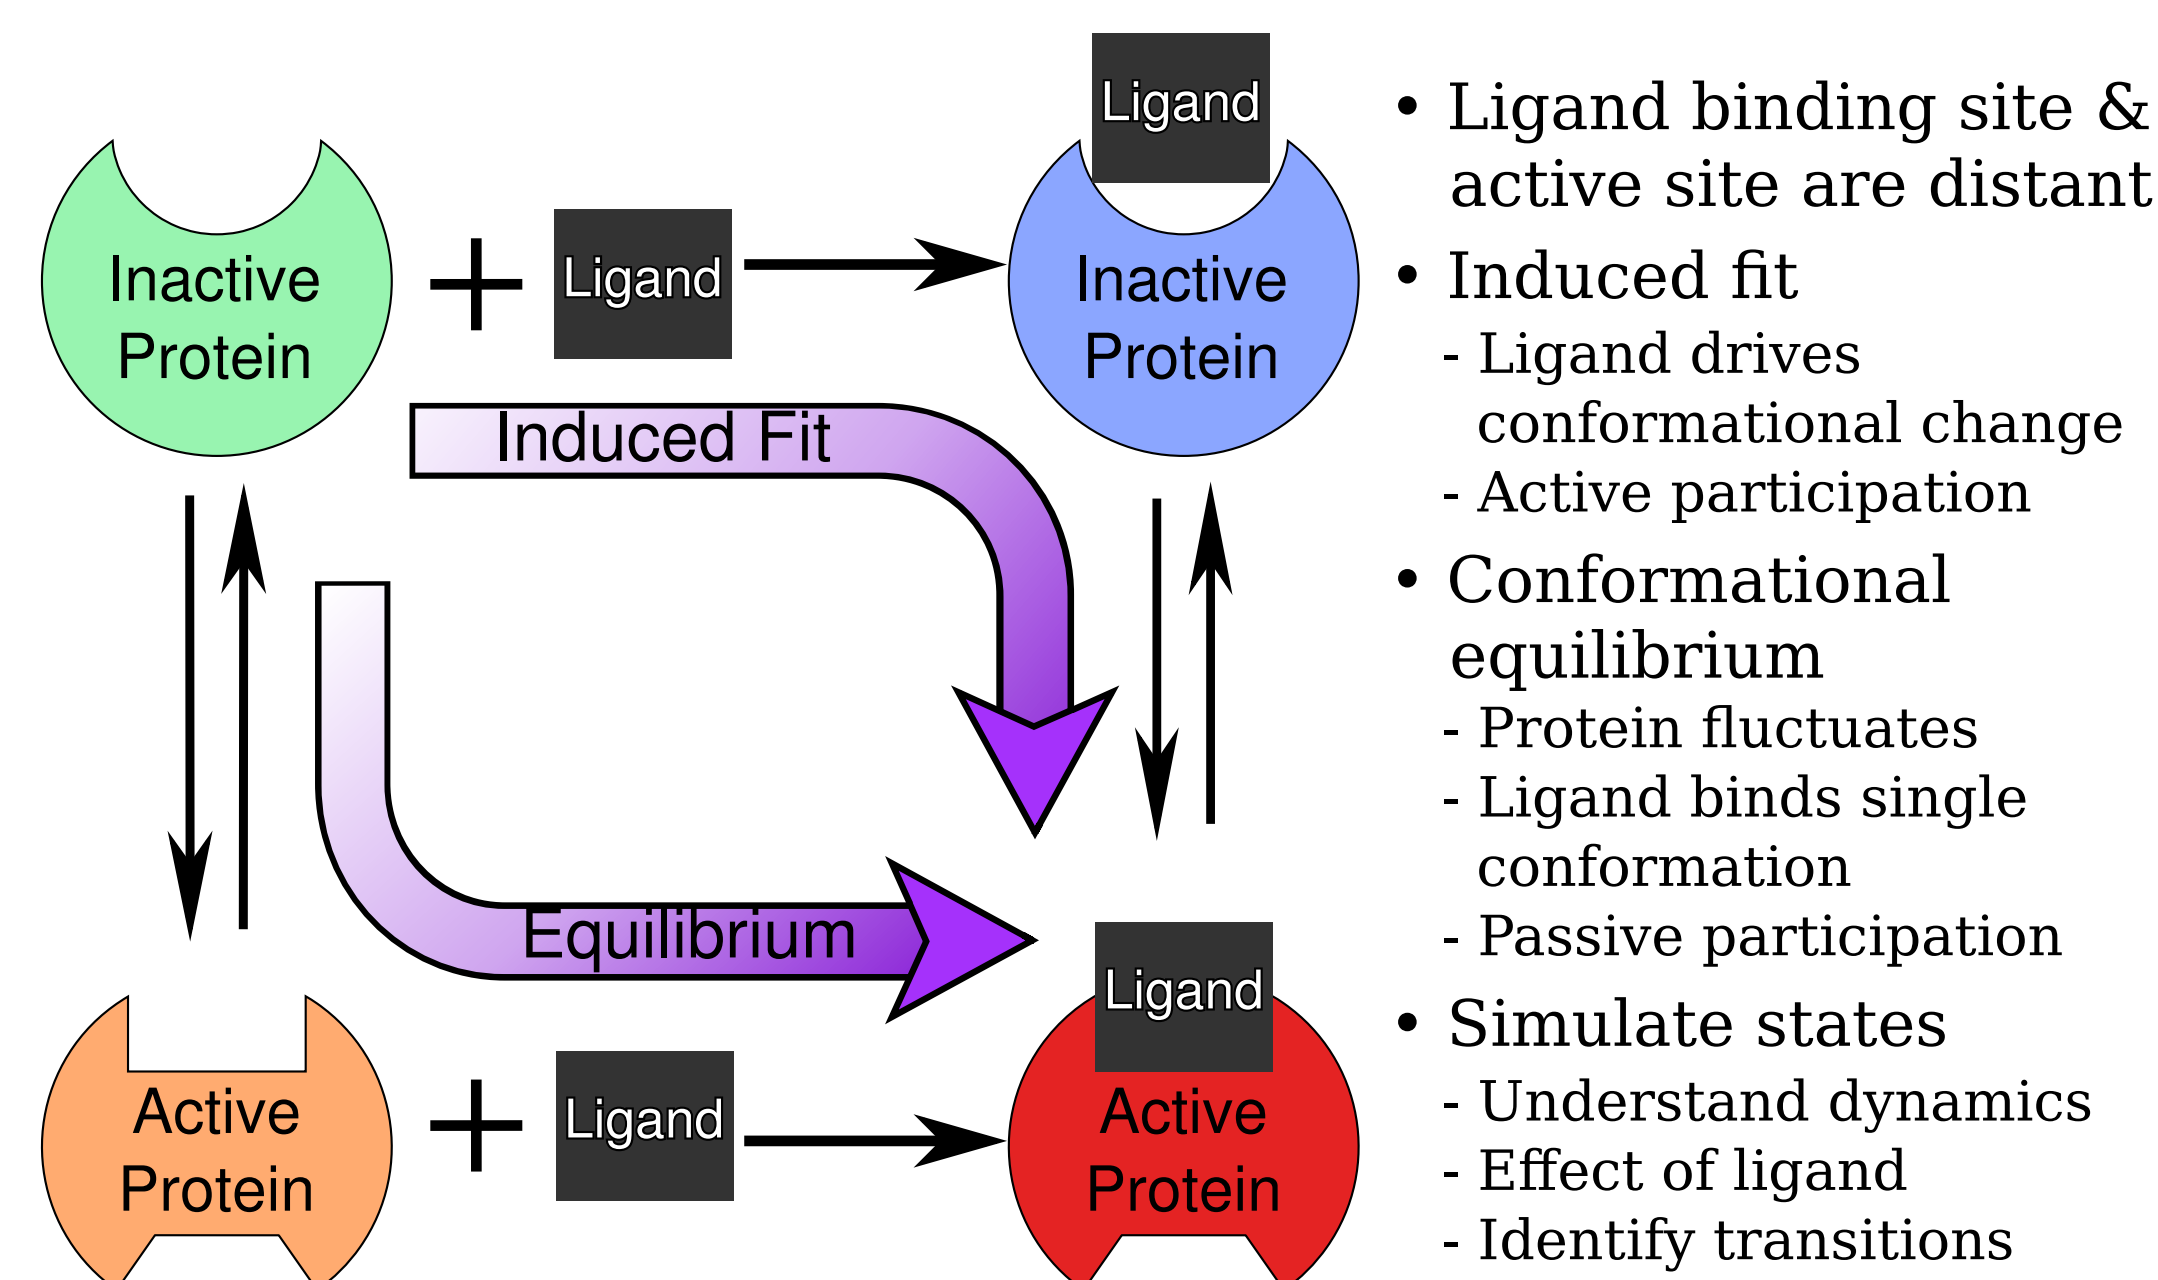 Ligand
Inactive
Protein
+
Ligand
Inactive
Protein
Induced Fit
Equilibrium
Ligand
Active
Protein
+
Ligand
Active
Protein
• Ligand binding site &
active site are distant
• Induced fit
- Ligand drives
conformational change
- Active participation
• Conformational
equilibrium
- Protein fluctuates
- Ligand binds single
conformation
- Passive participation
• Simulate states
- Understand dynamics
- Effect of ligand
- Identify transitions